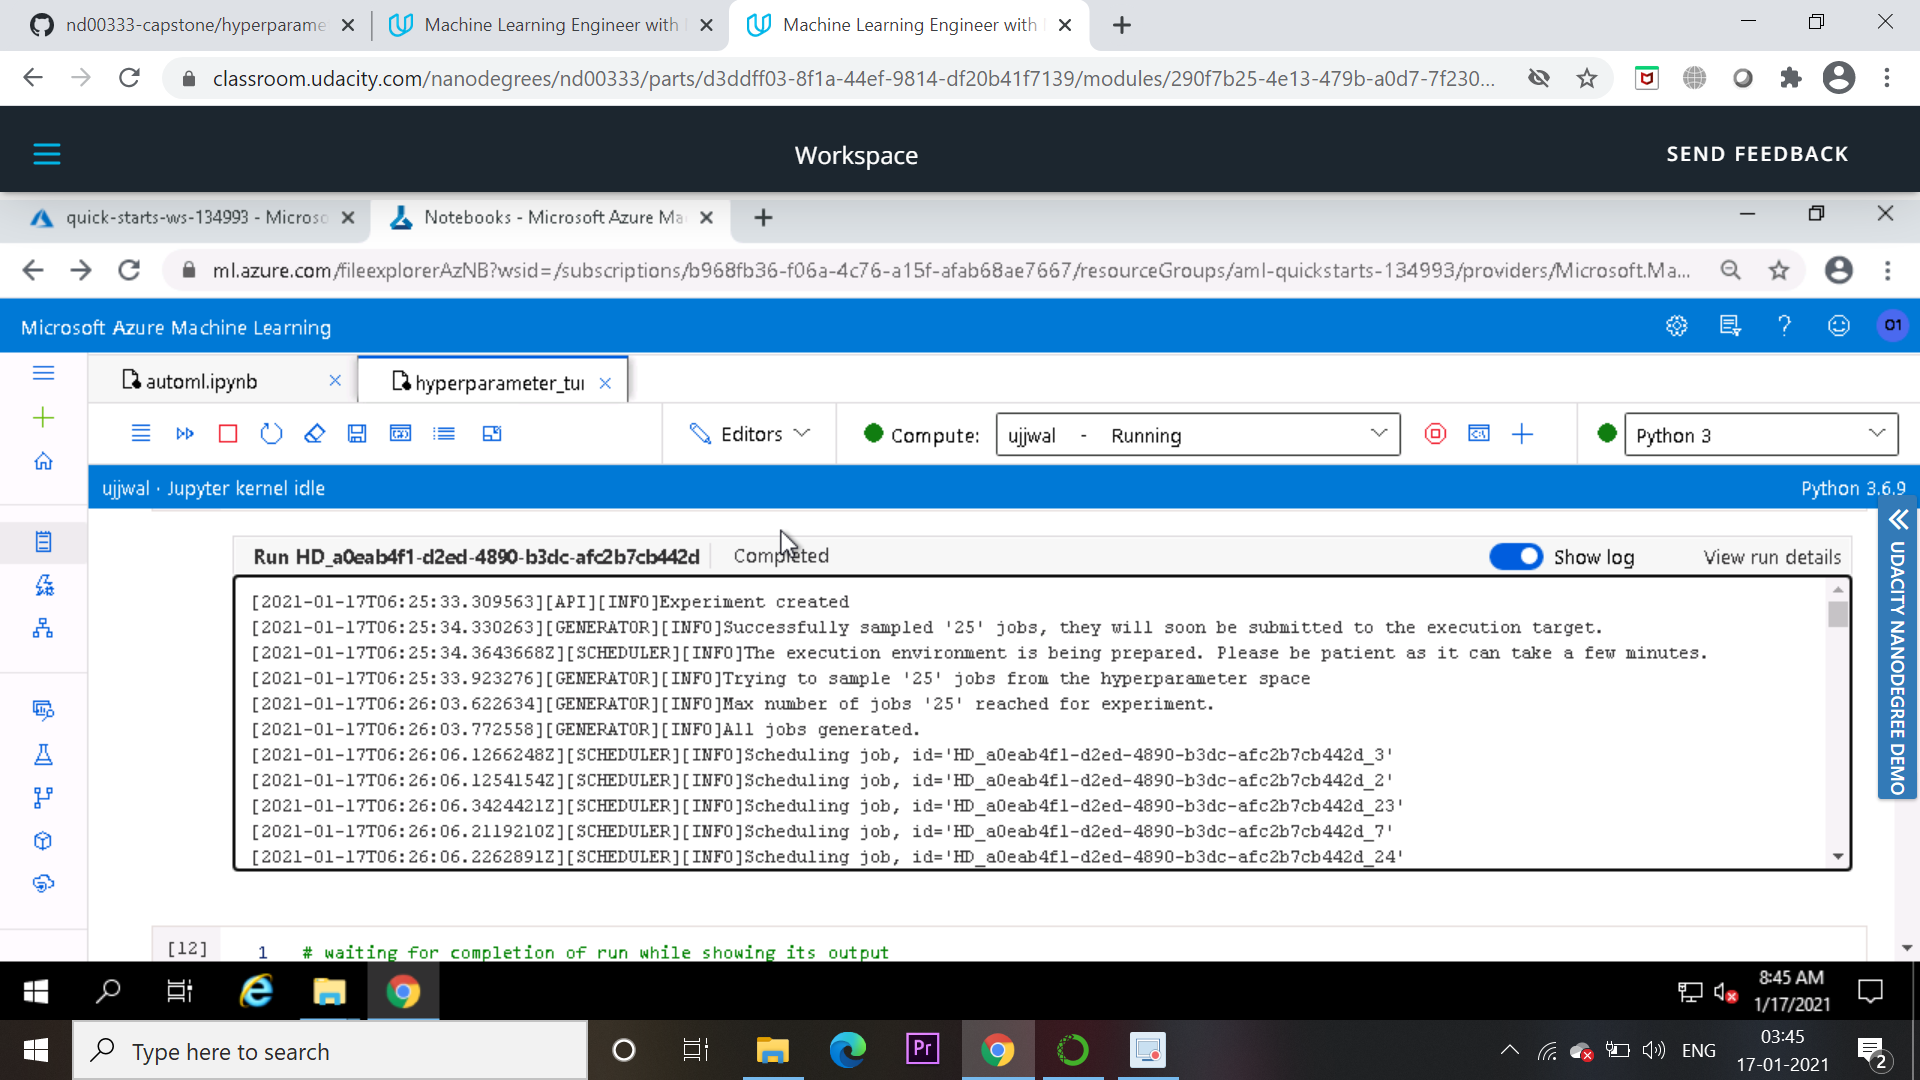 nd00333-capstone/hyperparame
Machine Learning Engineer with
Machine Learning Engineer with
classroom.udacity.com/nanodegrees/nd00333/parts/d3ddff03-8f1a-44ef-9814-df20b41f7139/modules/290f7b25-4e13-479b-a0d7-7f230...
Workspace
SEND FEEDBACK
quick-starts-ws-134993 - Microso
Notebooks - Microsoft Azure Ma
ml.azure.com/fileexplorerAzNB?wsid=/subscriptions/b968fb36-f06a-4c76-a15f-afab68ae7667/resourceGroups/aml-quickstarts-134993/providers/Microsoft.Ma...
Microsoft Azure Machine Learning
01
automl.ipynb
hyperparameter_tui
Editors
Compute:
ujjwal - Running
Python 3
ujjwal · Jupyter kernel idle
Python 3.6.9
Run HD_a0eab4f1-d2ed-4890-b3dc-afc2b7cb442d
Completed
Show log
View run details
[2021-01-17T06:25:33.309563][API][INFO]Experiment created
[2021-01-17T06:25:34.330263][GENERATOR][INFO]Successfully sampled '25' jobs, they will soon be submitted to the execution target.
[2021-01-17T06:25:34.3643668Z][SCHEDULER][INFO]The execution environment is being prepared. Please be patient as it can take a few minutes.
[2021-01-17T06:25:33.923276][GENERATOR][INFO]Trying to sample '25' jobs from the hyperparameter space
[2021-01-17T06:26:03.622634][GENERATOR][INFO]Max number of jobs '25' reached for experiment.
[2021-01-17T06:26:03.772558][GENERATOR][INFO]All jobs generated.
[2021-01-17T06:26:06.1266248Z][SCHEDULER][INFO]Scheduling job, id='HD_a0eab4f1-d2ed-4890-b3dc-afc2b7cb442d_3'
[2021-01-17T06:26:06.1254154Z][SCHEDULER][INFO]Scheduling job, id='HD_a0eab4f1-d2ed-4890-b3dc-afc2b7cb442d_2'
[2021-01-17T06:26:06.3424421Z][SCHEDULER][INFO]Scheduling job, id='HD_a0eab4f1-d2ed-4890-b3dc-afc2b7cb442d_23'
[2021-01-17T06:26:06.2119210Z][SCHEDULER][INFO]Scheduling job, id='HD_a0eab4f1-d2ed-4890-b3dc-afc2b7cb442d_7'
[2021-01-17T06:26:06.2262891Z][SCHEDULER][INFO]Scheduling job, id='HD_a0eab4f1-d2ed-4890-b3dc-afc2b7cb442d_24'
UDACITY NANODEGREE DEMO
[12]
1 # waiting for completion of run while showing its output
8:45 AM
1/17/2021
Type here to search
Pr
ENG
03:45
17-01-2021
2